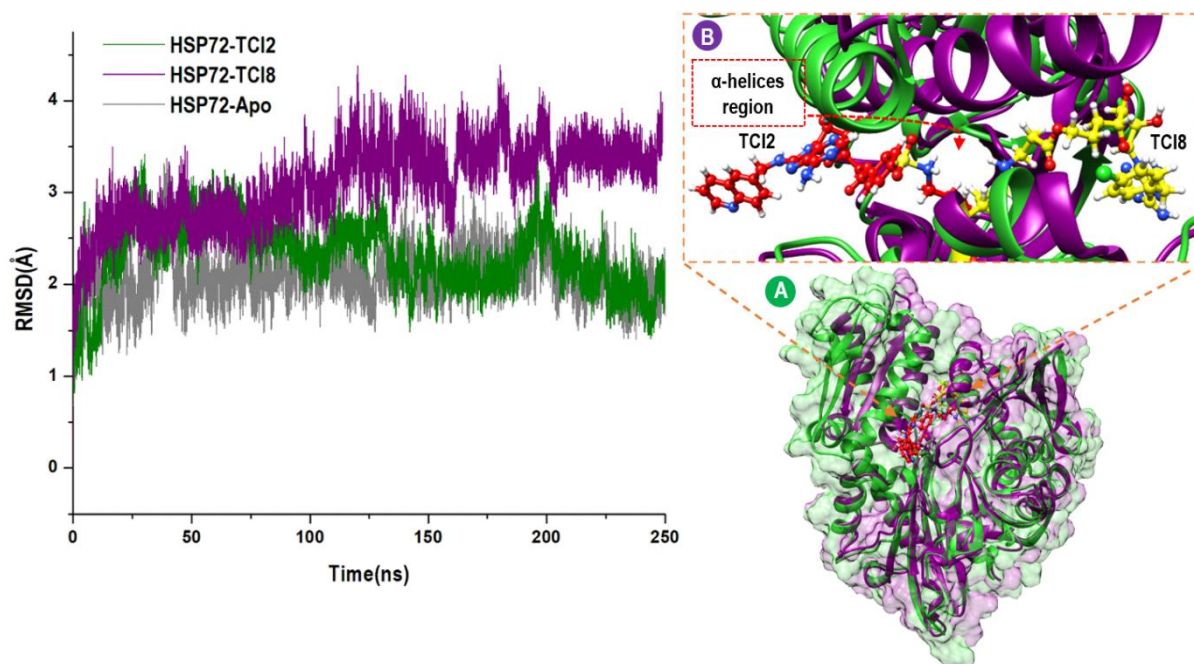 HSP72-TCI2
HSP72-TCI8
HSP72-Apo
RMSD(Å)
4
3
2
1
0
0
50
100
150
200
250
Time(ns)
B
α-helices
region
TCI2
TCI8
A